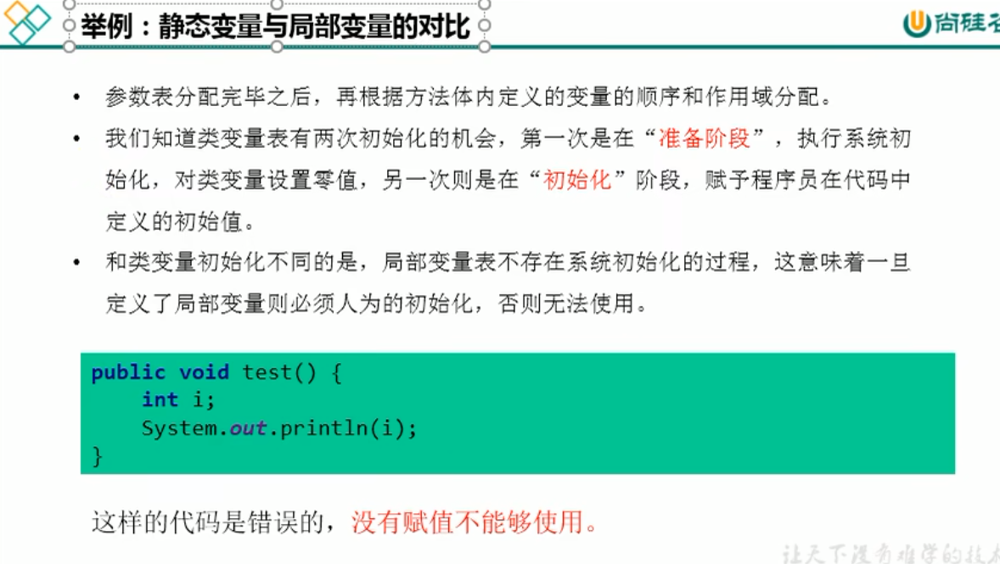 举例：静态变量与局部变量的对比
尚硅
• 参数表分配完毕之后，再根据方法体内定义的变量的顺序和作用域分配。
• 我们知道类变量表有两次初始化的机会，第一次是在“准备阶段”，执行系统初
始化，对类变量设置零值，另一次则是在“初始化”阶段，赋予程序员在代码中
定义的初始值。
• 和类变量初始化不同的是，局部变量表不存在系统初始化的过程，这意味着一旦
定义了局部变量则必须人为的初始化，否则无法使用。
public void test() {
    int i;
    System.out.println(i);
}
这样的代码是错误的，没有赋值不能够使用。
让天下没有难学的技